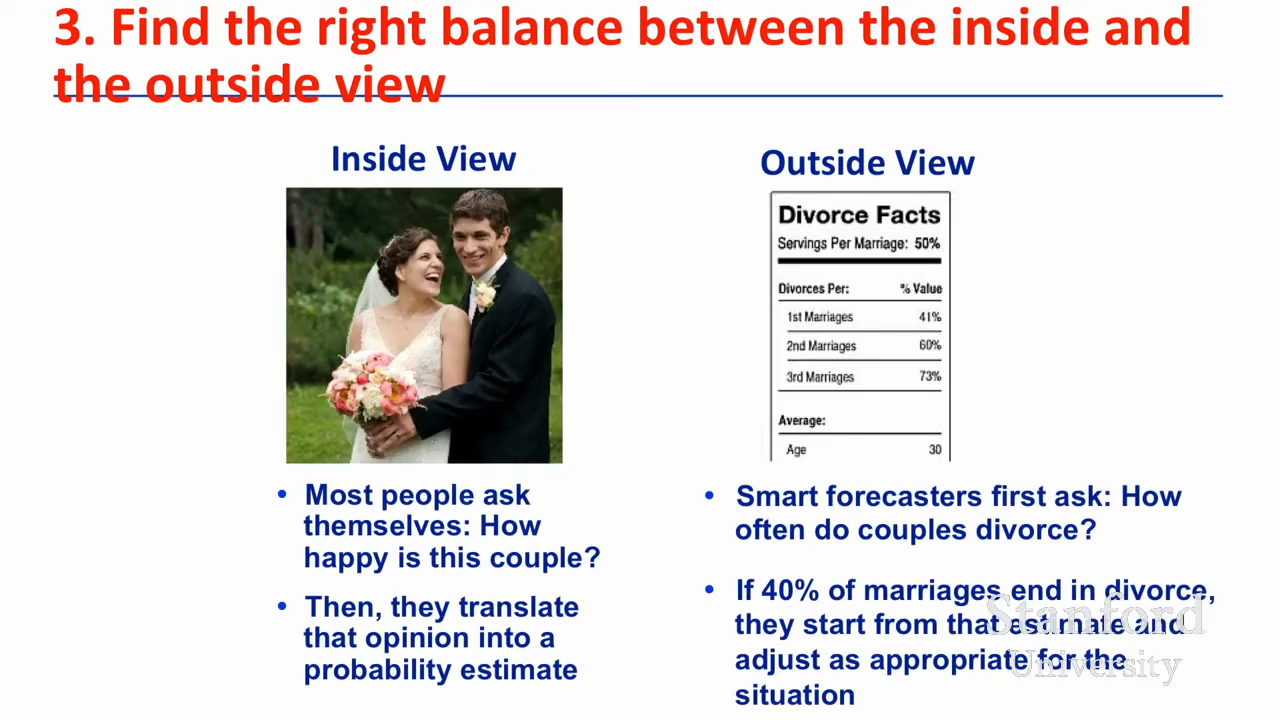 3. Find the right balance between the inside and
the outside view
Inside View
• Most people ask
themselves: How
happy is this couple?
• Then, they translate
that opinion into a
probability estimate
Outside View
Divorce Facts
Servings Per Marriage: 50%
Divorces Per: % Value
1st Marriages 41%
2nd Marriages 60%
3rd Marriages 73%
Average:
Age 30
• Smart forecasters first ask: How
often do couples divorce?
• If 40% of marriages end in divorce,
they start from that estimate and
adjust as appropriate for the
situation
Stanford
University